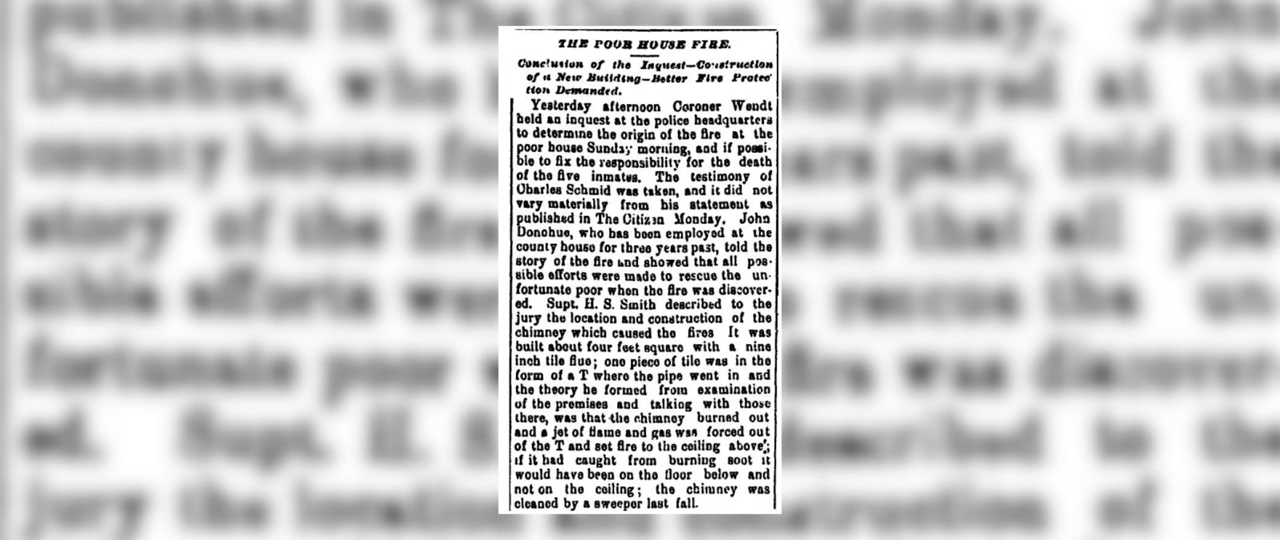 THE POOR HOUSE FIRE.
Conclusion of the Inquest—Construction
of a New Building—Better Fire Protec
tion Demanded.
Yesterday afternoon Coroner Wendt
held an inquest at the police headquarters
to determine the origin of the fire at the
poor house Sunday morning, and if possi-
ble to fix the responsibility for the death
of the five inmates. The testimony of
Charles Schmid was taken, and it did not
vary materially from his statement as
published in The Citizen Monday. John
Donohue, who has been employed at the
county house for three years past, told the
story of the fire and showed that all pos-
sible efforts were made to rescue the un-
fortunate poor when the fire was discover-
ed. Supt. H. S. Smith described to the
jury the location and construction of the
chimney which caused the fires It was
built about four feet square with a nine
inch tile flue; one piece of tile was in the
form of a T where the pipe went in and
the theory he formed from examination
of the premises and talking with those
there, was that the chimney burned out
and a jet of flame and gas was forced out
of the T and set fire to the ceiling above;
if it had caught from burning soot it
would have been on the floor below and
not on the ceiling; the chimney was
cleaned by a sweeper last fall.